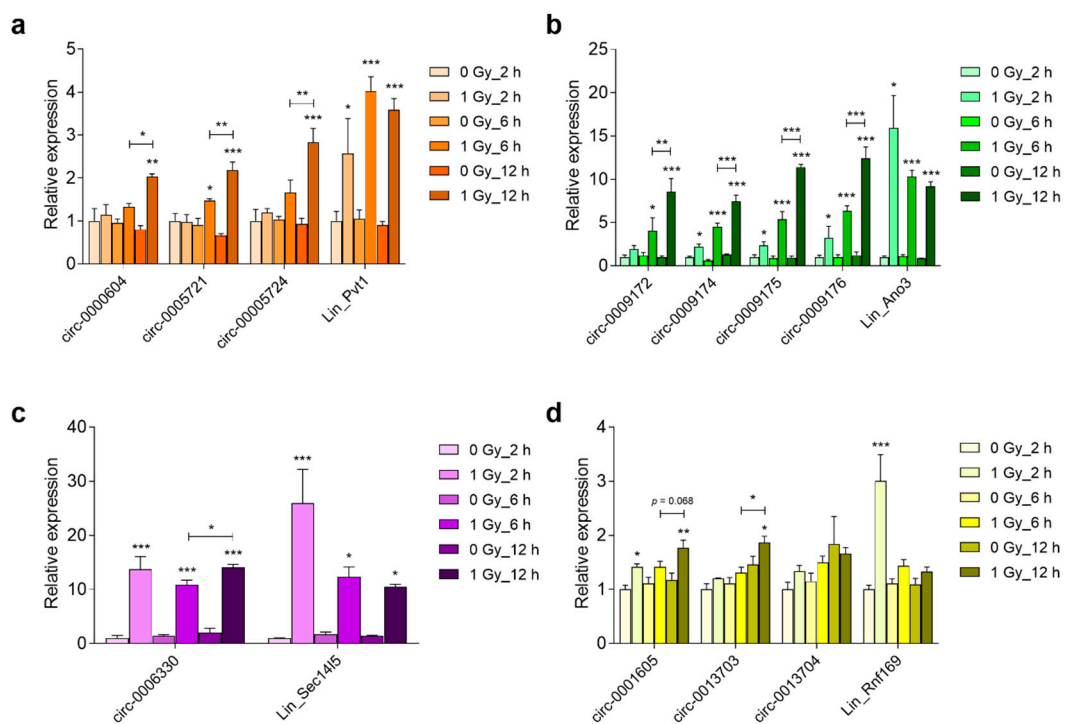 a
Relative expression
5
4
3
2
1
0
* ** ** *** ** *** * *** ***
*
circ-0000604
circ-00005721
circ-00005724
Lin_Pvt1
0 Gy_2 h
1 Gy_2 h
0 Gy_6 h
1 Gy_6 h
0 Gy_12 h
1 Gy_12 h
b
Relative expression
25
20
15
10
5
0
** * *** *** * *** *** *** * *** *** *** * *** *** *** * *** ***
circ-0009172
circ-0009174
circ-0009175
circ-0009176
Lin_Ano3
0 Gy_2 h
1 Gy_2 h
0 Gy_6 h
1 Gy_6 h
0 Gy_12 h
1 Gy_12 h
c
Relative expression
40
30
20
10
0
*** *** * *** *** * *
circ-0006330
Lin_Sec14l5
0 Gy_2 h
1 Gy_2 h
0 Gy_6 h
1 Gy_6 h
0 Gy_12 h
1 Gy_12 h
d
Relative expression
4
3
2
1
0
* p = 0.068 ** * * ***
circ-0001605
circ-0013703
circ-0013704
Lin_Rnf169
0 Gy_2 h
1 Gy_2 h
0 Gy_6 h
1 Gy_6 h
0 Gy_12 h
1 Gy_12 h